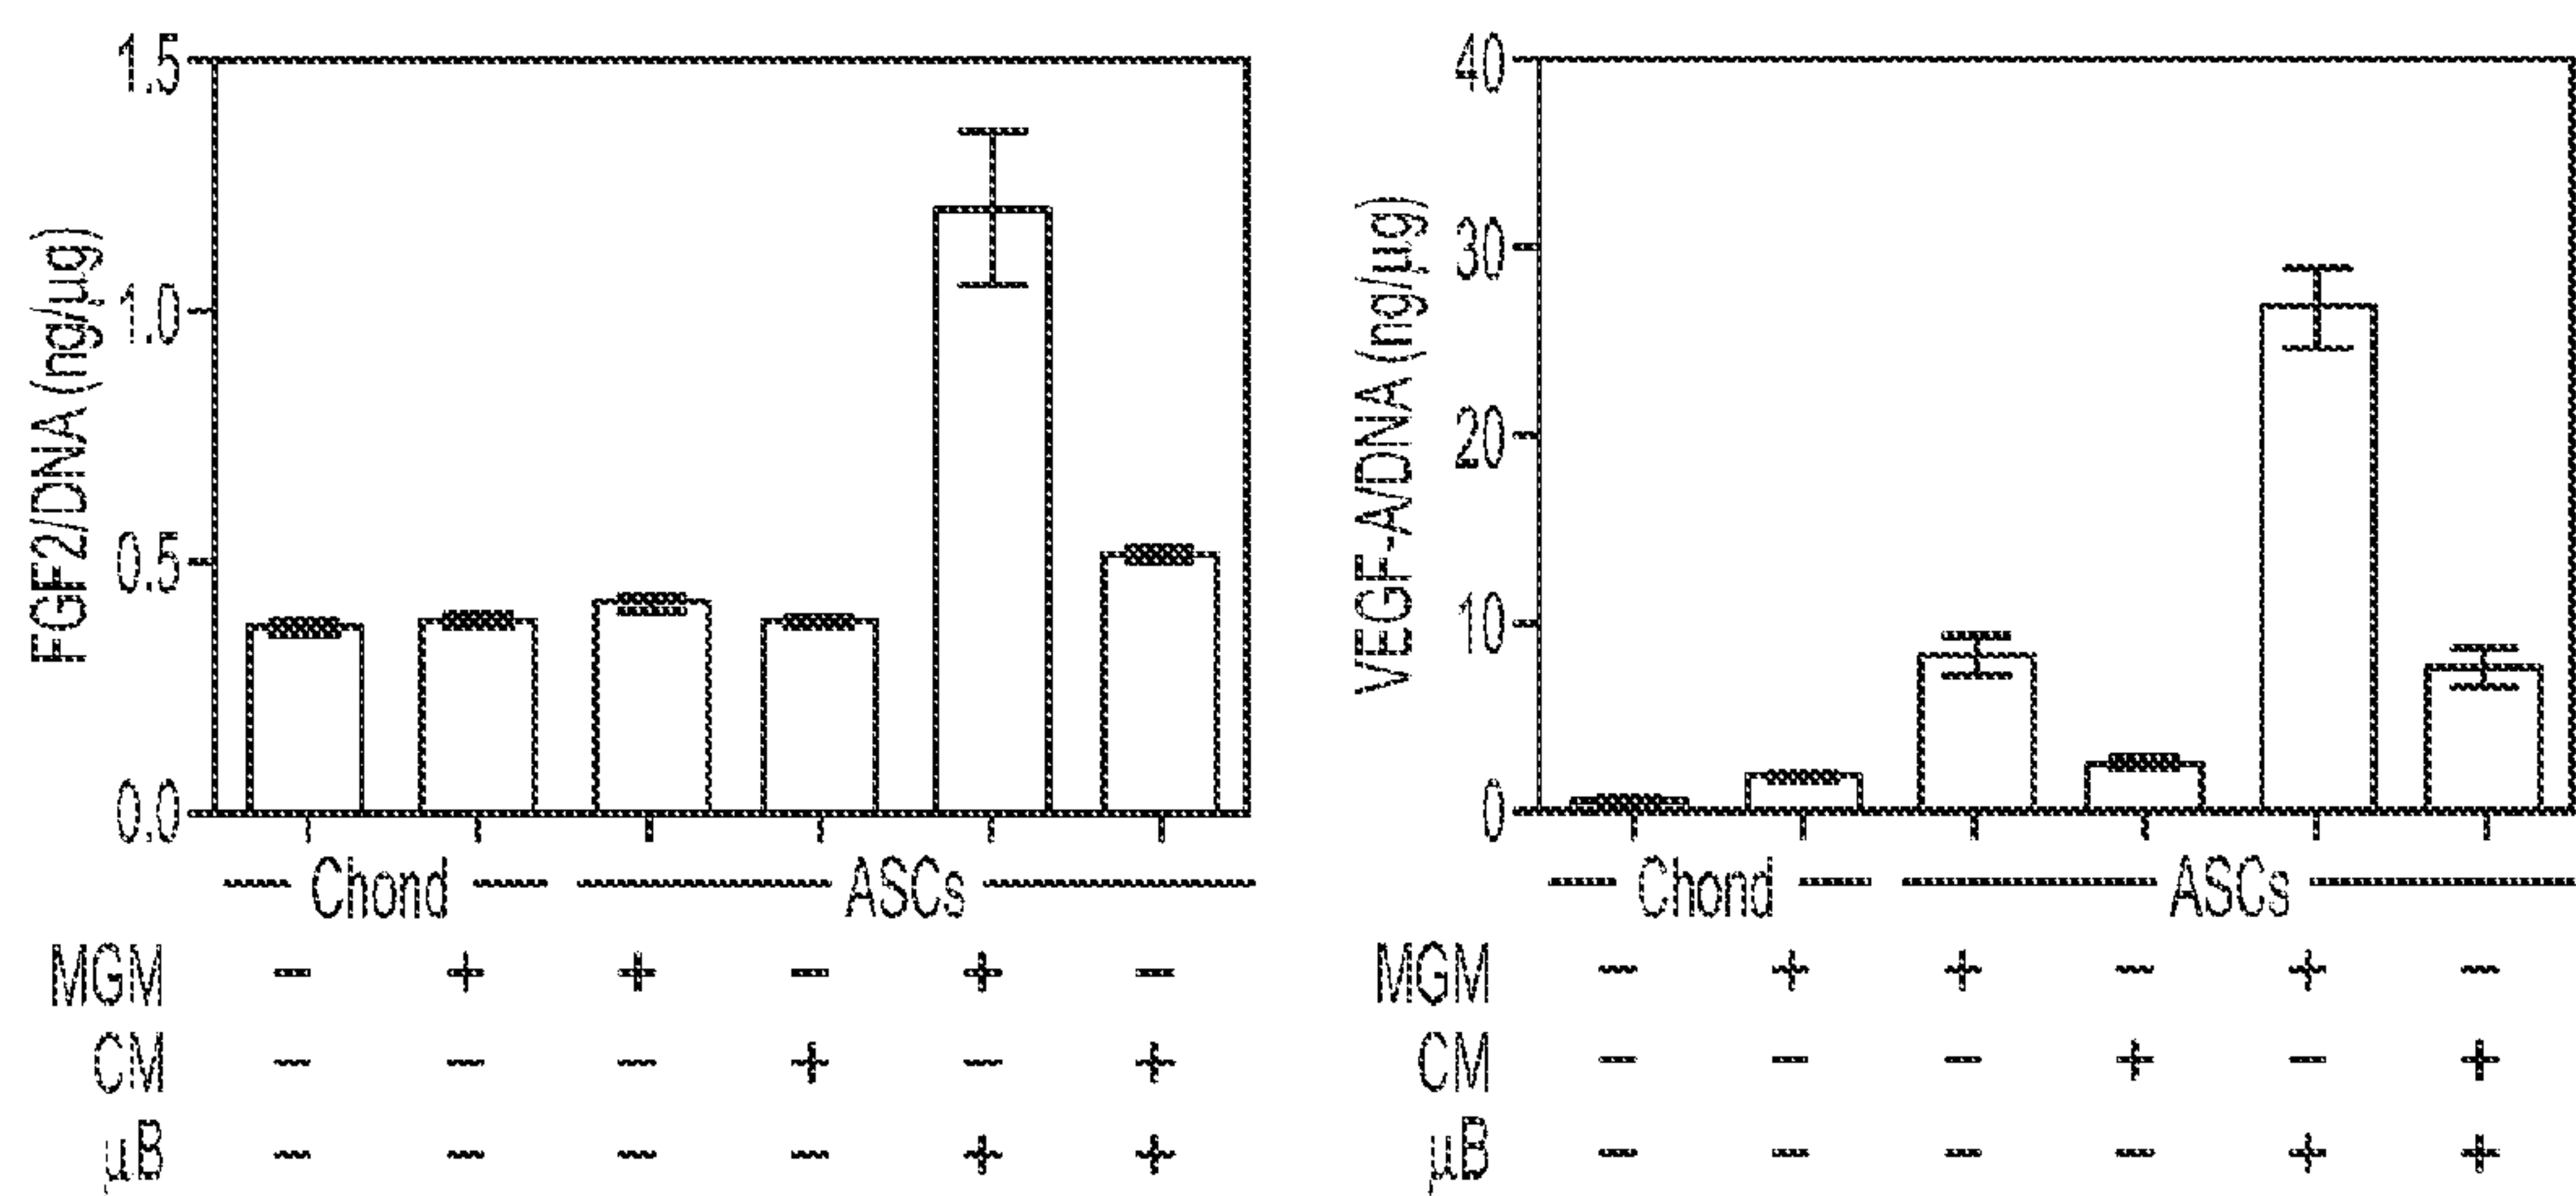 FGF2/DNA (ng/µg)
1.5
1.0
0.5
0.0
Chond ASCs
MGM − + + − + −
CM − − − + − +
µB − − − − + +
VEGF-A/DNA (ng/µg)
40
30
20
10
0
Chond ASCs
MGM − + + − + −
CM − − − + − +
µB − − − − + +